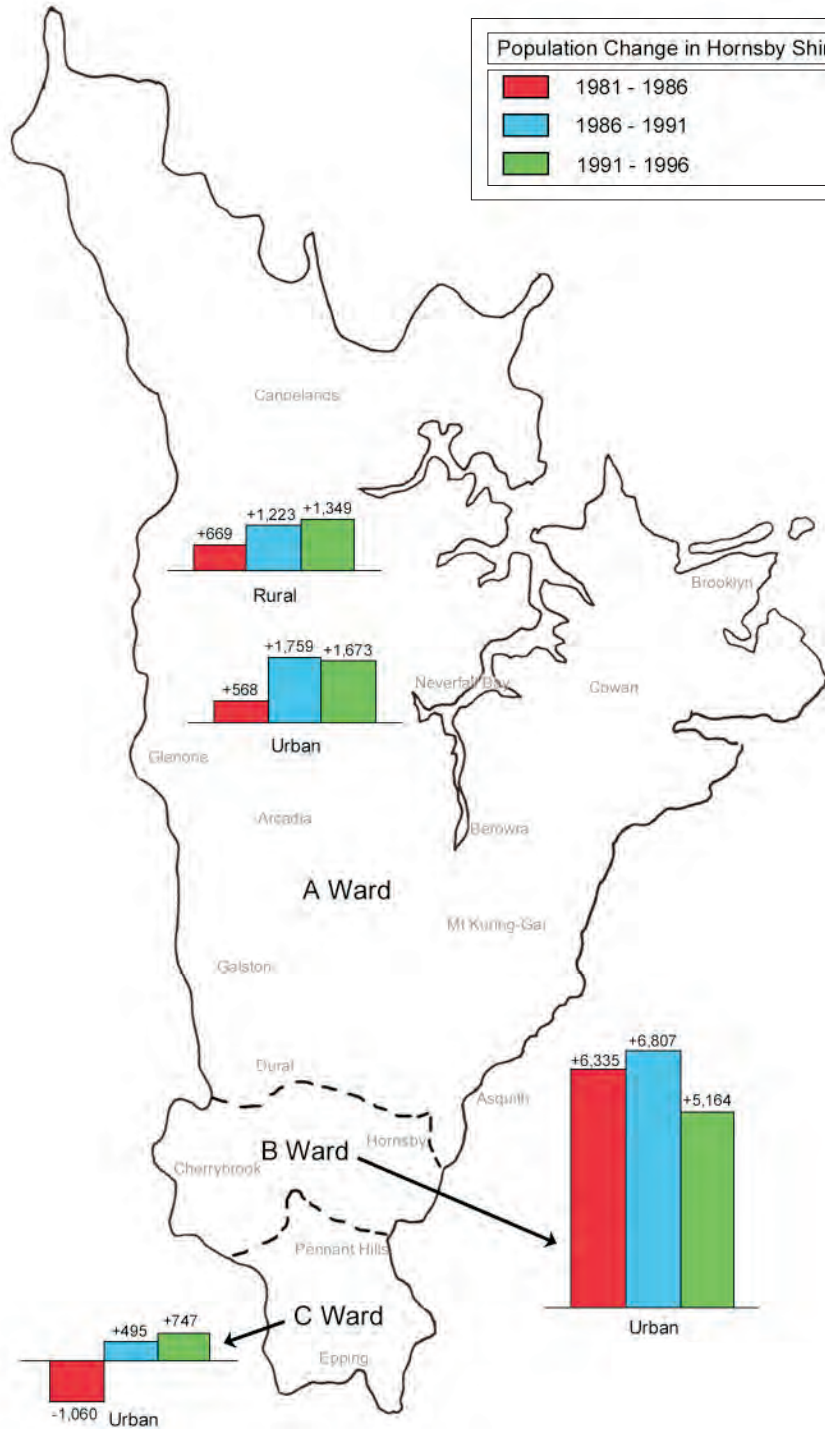 Population Change in Hornsby Shir
1981 - 1986
1986 - 1991
1991 - 1996
Canoelands
+669
+1,223
+1,349
Rural
Brooklyn
+568
+1,759
+1,673
Urban
Neverfall Bay
Cowan
Glenorie
Arcadia
Berowra
A Ward
Mt Kuring-Gai
Galston
Dural
Asquith
+6,335
+6,807
+5,164
Urban
Hornsby
B Ward
Cherrybrook
Pennant Hills
C Ward
Epping
+495
+747
-1,060
Urban